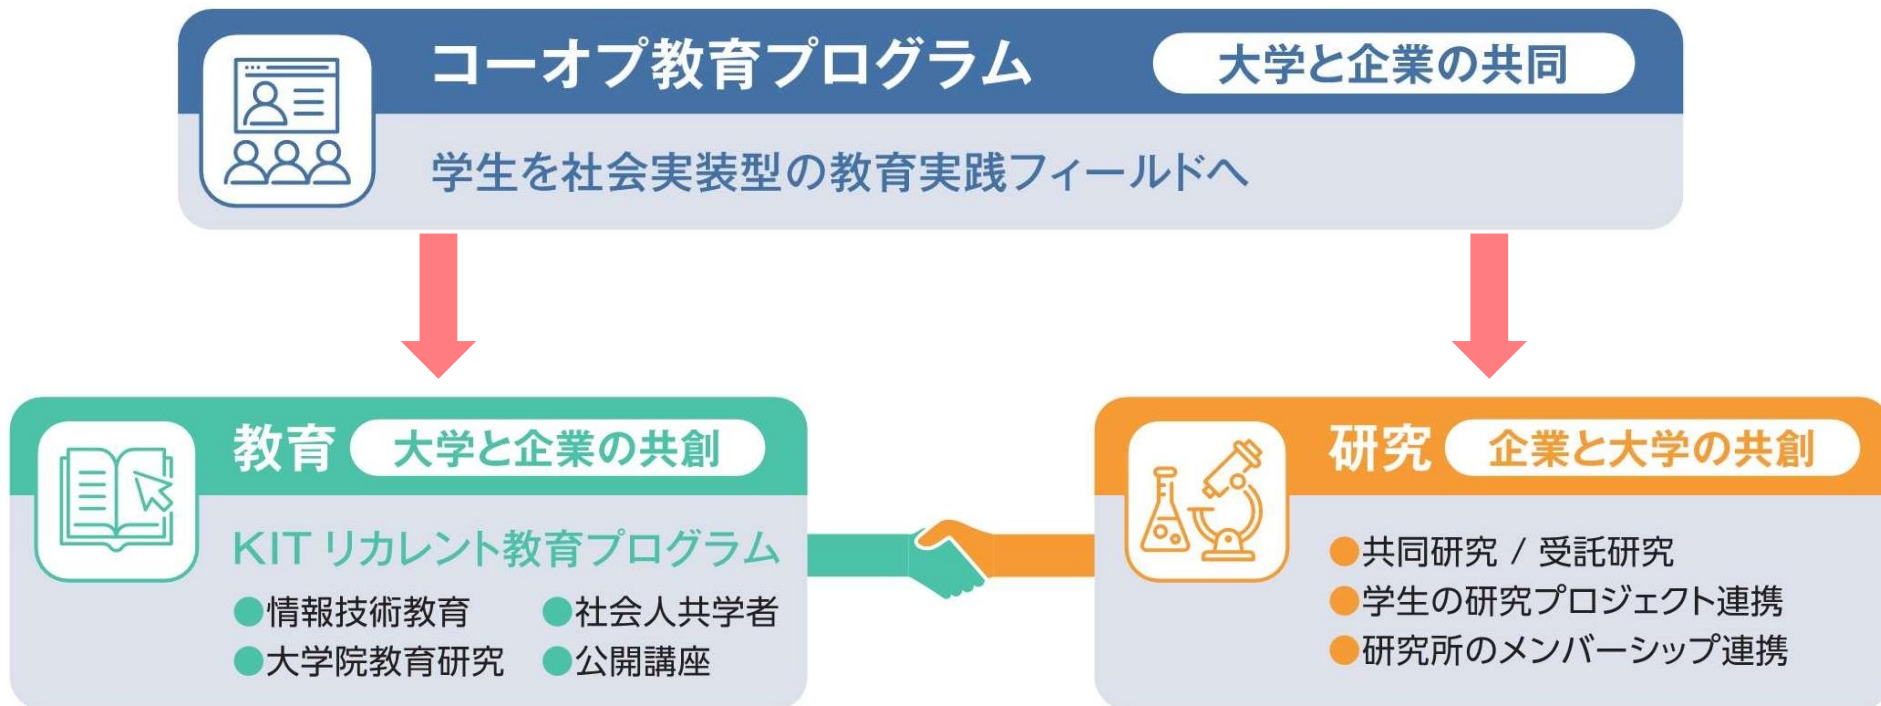 コーオプ教育プログラム 大学と企業の共同
学生を社会実装型の教育実践フィールドへ
教育 大学と企業の共創
KIT リカレント教育プログラム
●情報技術教育 ●社会人共学者
●大学院教育研究 ●公開講座
研究 企業と大学の共創
●共同研究 / 受託研究
●学生の研究プロジェクト連携
●研究所のメンバーシップ連携